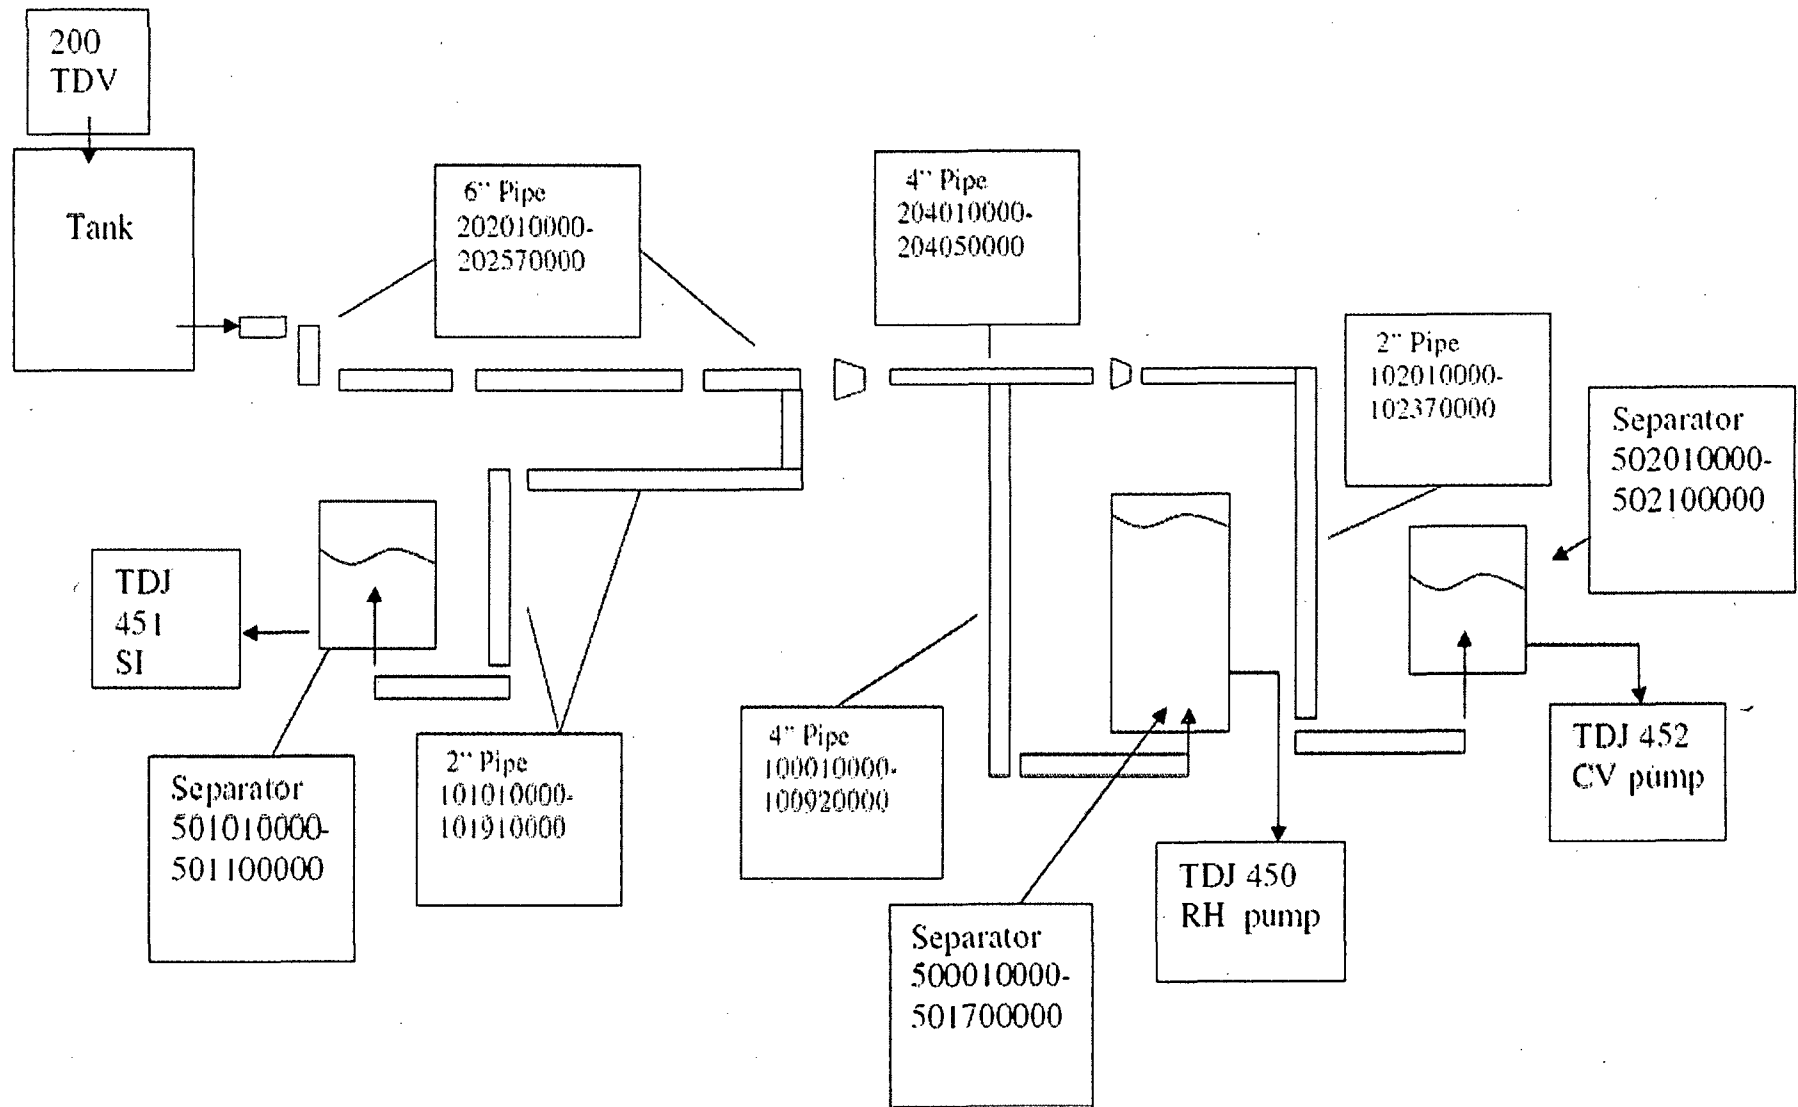 200
TDV
Tank
6" Pipe
202010000-
202570000
4" Pipe
204010000-
204050000
2" Pipe
102010000-
102370000
Separator
502010000-
502100000
TDJ
451
SI
Separator
501010000-
501100000
2" Pipe
101010000-
101910000
4" Pipe
100010000-
100920000
Separator
500010000-
501700000
TDJ 450
RH pump
TDJ 452
CV pump